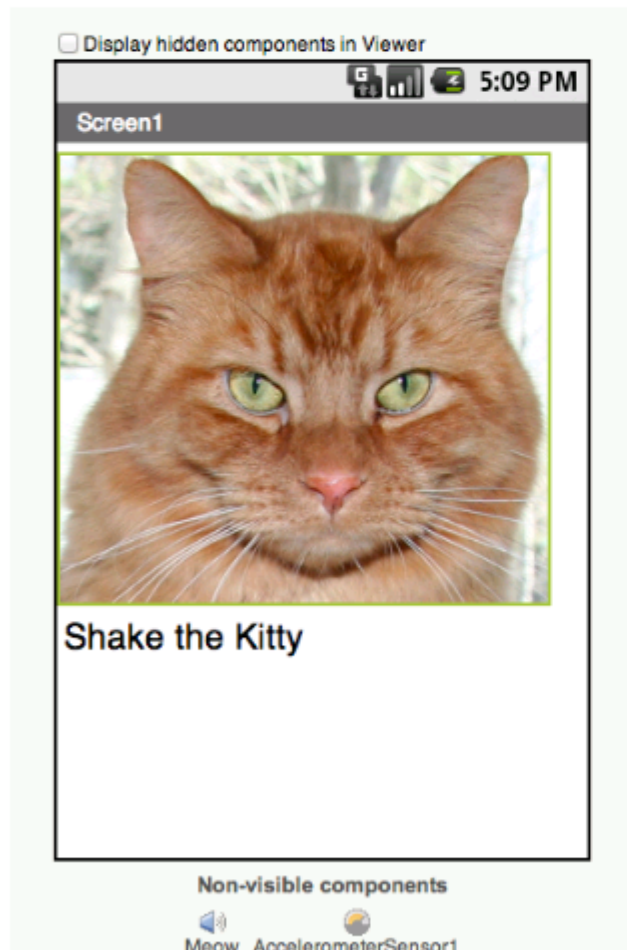 Display hidden components in Viewer
G 5:09 PM
Screen1
Shake the Kitty
Non-visible components
Meow AccelerometerSensor1